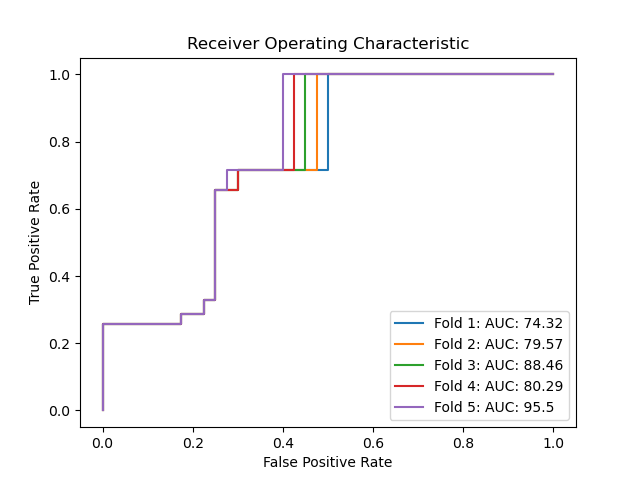 Receiver Operating Characteristic
True Positive Rate
1.0
0.8
0.6
0.4
0.2
0.0
Fold 1: AUC: 74.32
Fold 2: AUC: 79.57
Fold 3: AUC: 88.46
Fold 4: AUC: 80.29
Fold 5: AUC: 95.5
0.0 0.2 0.4 0.6 0.8 1.0
False Positive Rate